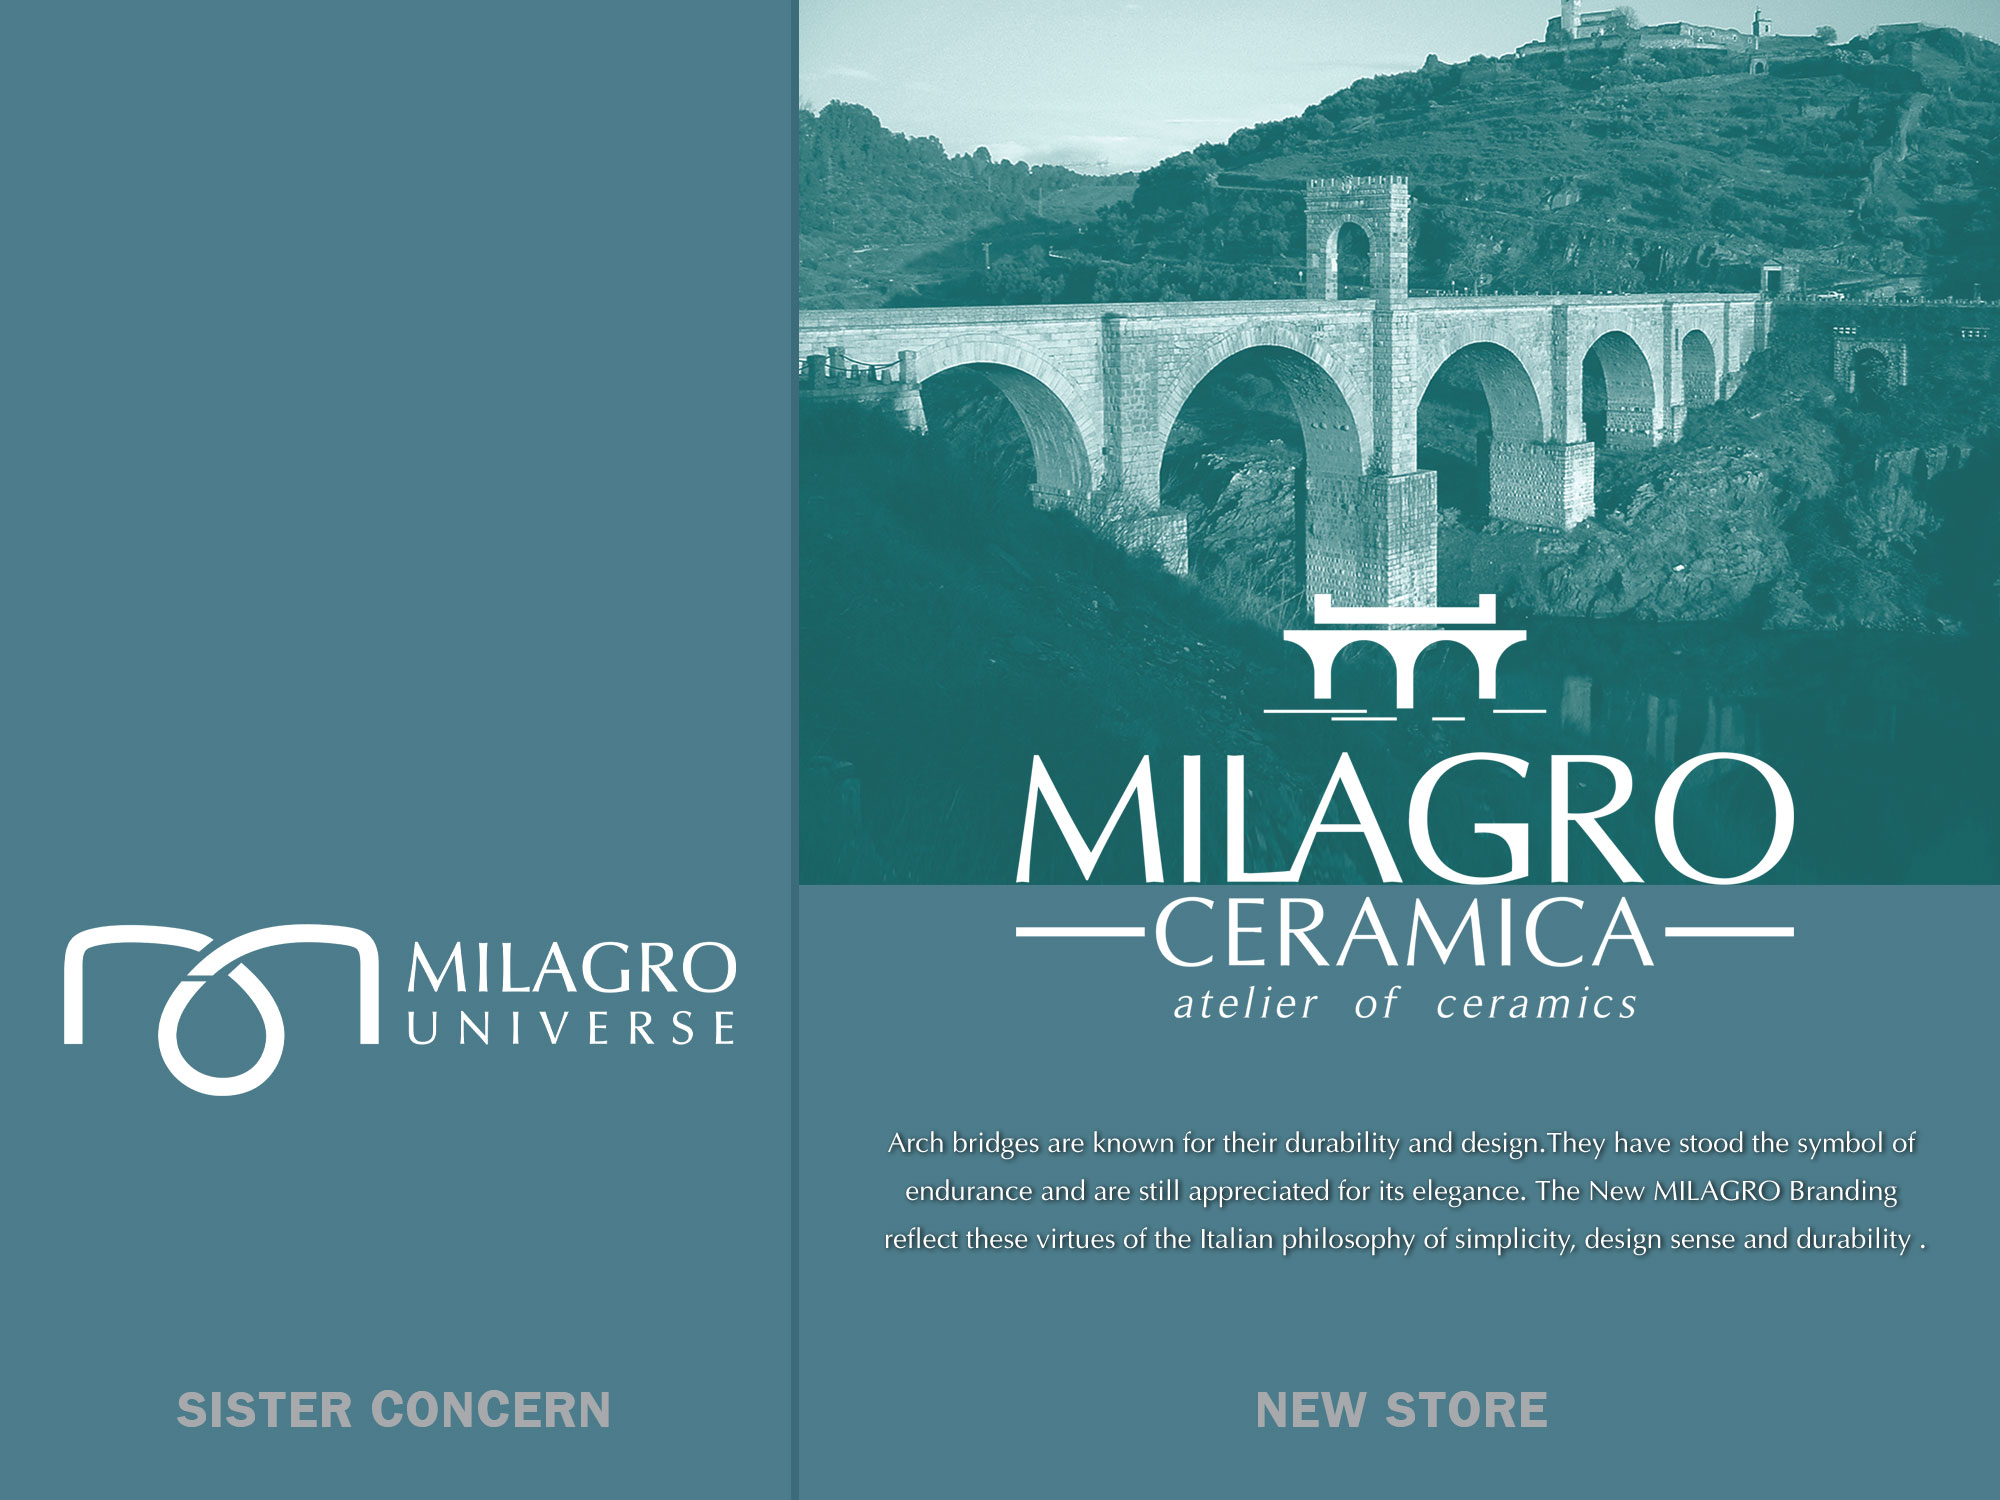 MILAGRO
UNIVERSE
SISTER CONCERN
MILAGRO
CERAMICA
atelier of ceramics
Arch bridges are known for their durability and design.They have stood the symbol of
endurance and are still appreciated for its elegance. The New MILAGRO Branding
reflect these virtues of the Italian philosophy of simplicity, design sense and durability .
NEW STORE